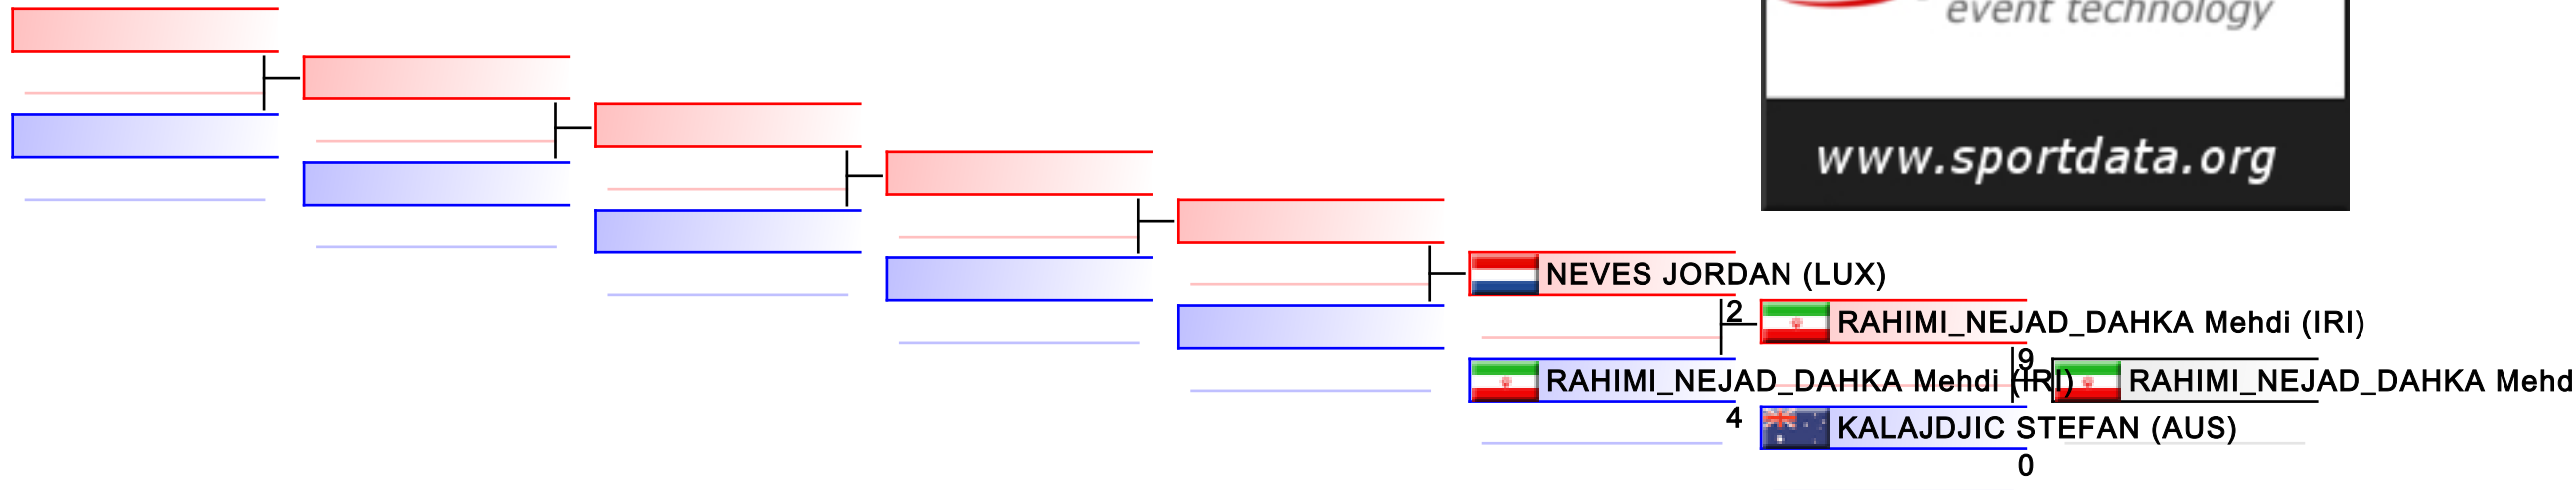 event technology
www.sportdata.org
NEVES JORDAN (LUX)
2
RAHIMI_NEJAD_DAHKA Mehdi (IRI)
9
RAHIMI_NEJAD_DAHKA Mehdi (IRI)
RAHIMI_NEJAD_DAHKA Mehd
4
KALAJDJIC STEFAN (AUS)
0